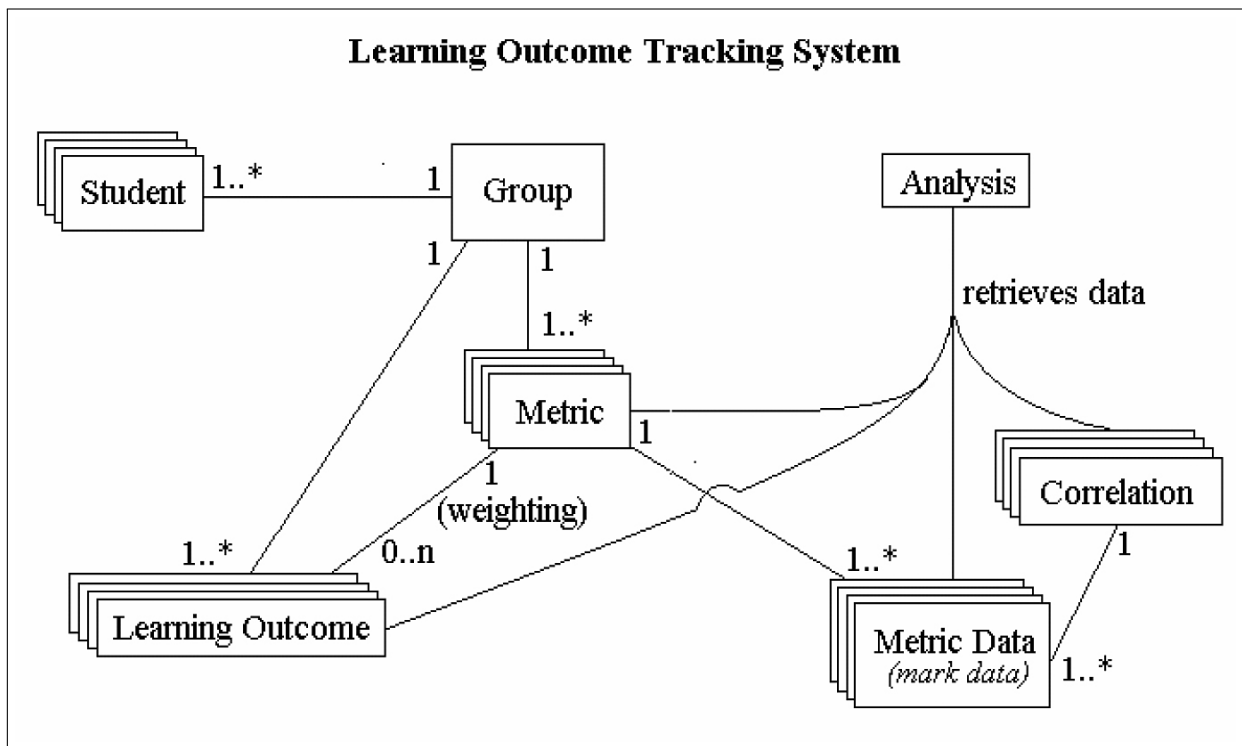 Learning Outcome Tracking System
Student
1..*
1
Group
Analysis
1
1
retrieves data
1..*
Metric
1
1
(weighting)
Correlation
1..*
0..n
1..*
1
Learning Outcome
Metric Data
(mark data)
1..*